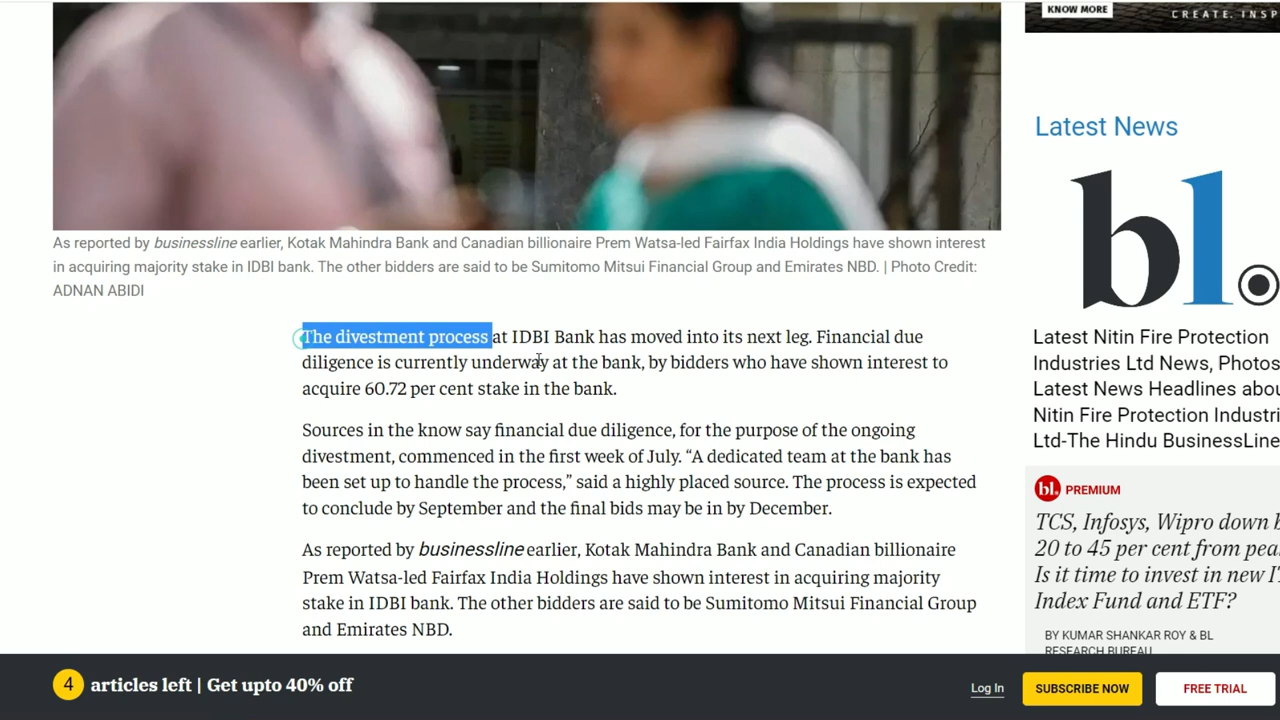 KNOW MORE
CREATE. INSP
Latest News
As reported by businessline earlier, Kotak Mahindra Bank and Canadian billionaire Prem Watsa-led Fairfax India Holdings have shown interest
in acquiring majority stake in IDBI bank. The other bidders are said to be Sumitomo Mitsui Financial Group and Emirates NBD. | Photo Credit:
ADNAN ABIDI
bl.
The divestment process at IDBI Bank has moved into its next leg. Financial due
diligence is currently underway at the bank, by bidders who have shown interest to
acquire 60.72 per cent stake in the bank.
Sources in the know say financial due diligence, for the purpose of the ongoing
divestment, commenced in the first week of July. “A dedicated team at the bank has
been set up to handle the process,” said a highly placed source. The process is expected
to conclude by September and the final bids may be in by December.
As reported by businessline earlier, Kotak Mahindra Bank and Canadian billionaire
Prem Watsa-led Fairfax India Holdings have shown interest in acquiring majority
stake in IDBI bank. The other bidders are said to be Sumitomo Mitsui Financial Group
and Emirates NBD.
Latest Nitin Fire Protection
Industries Ltd News, Photos
Latest News Headlines abou
Nitin Fire Protection Industri
Ltd-The Hindu BusinessLine
bl. PREMIUM
TCS, Infosys, Wipro down b
20 to 45 per cent from pea
Is it time to invest in new I
Index Fund and ETF?
BY KUMAR SHANKAR ROY & BL
RESEARCH BUREAU
4 articles left | Get upto 40% off
Log In
SUBSCRIBE NOW
FREE TRIAL